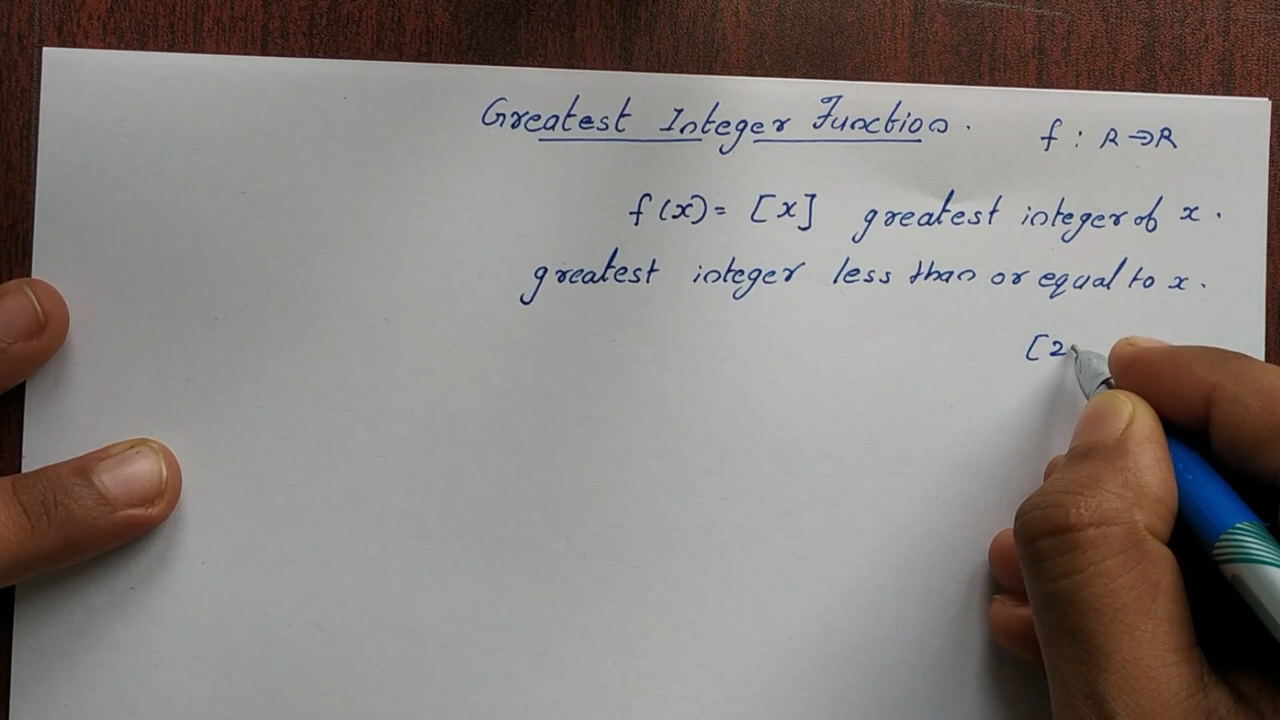 Greatest Integer Function. f : R→R
f(x) = [x] greatest integer of x.
greatest integer less than or equal to x.
[2